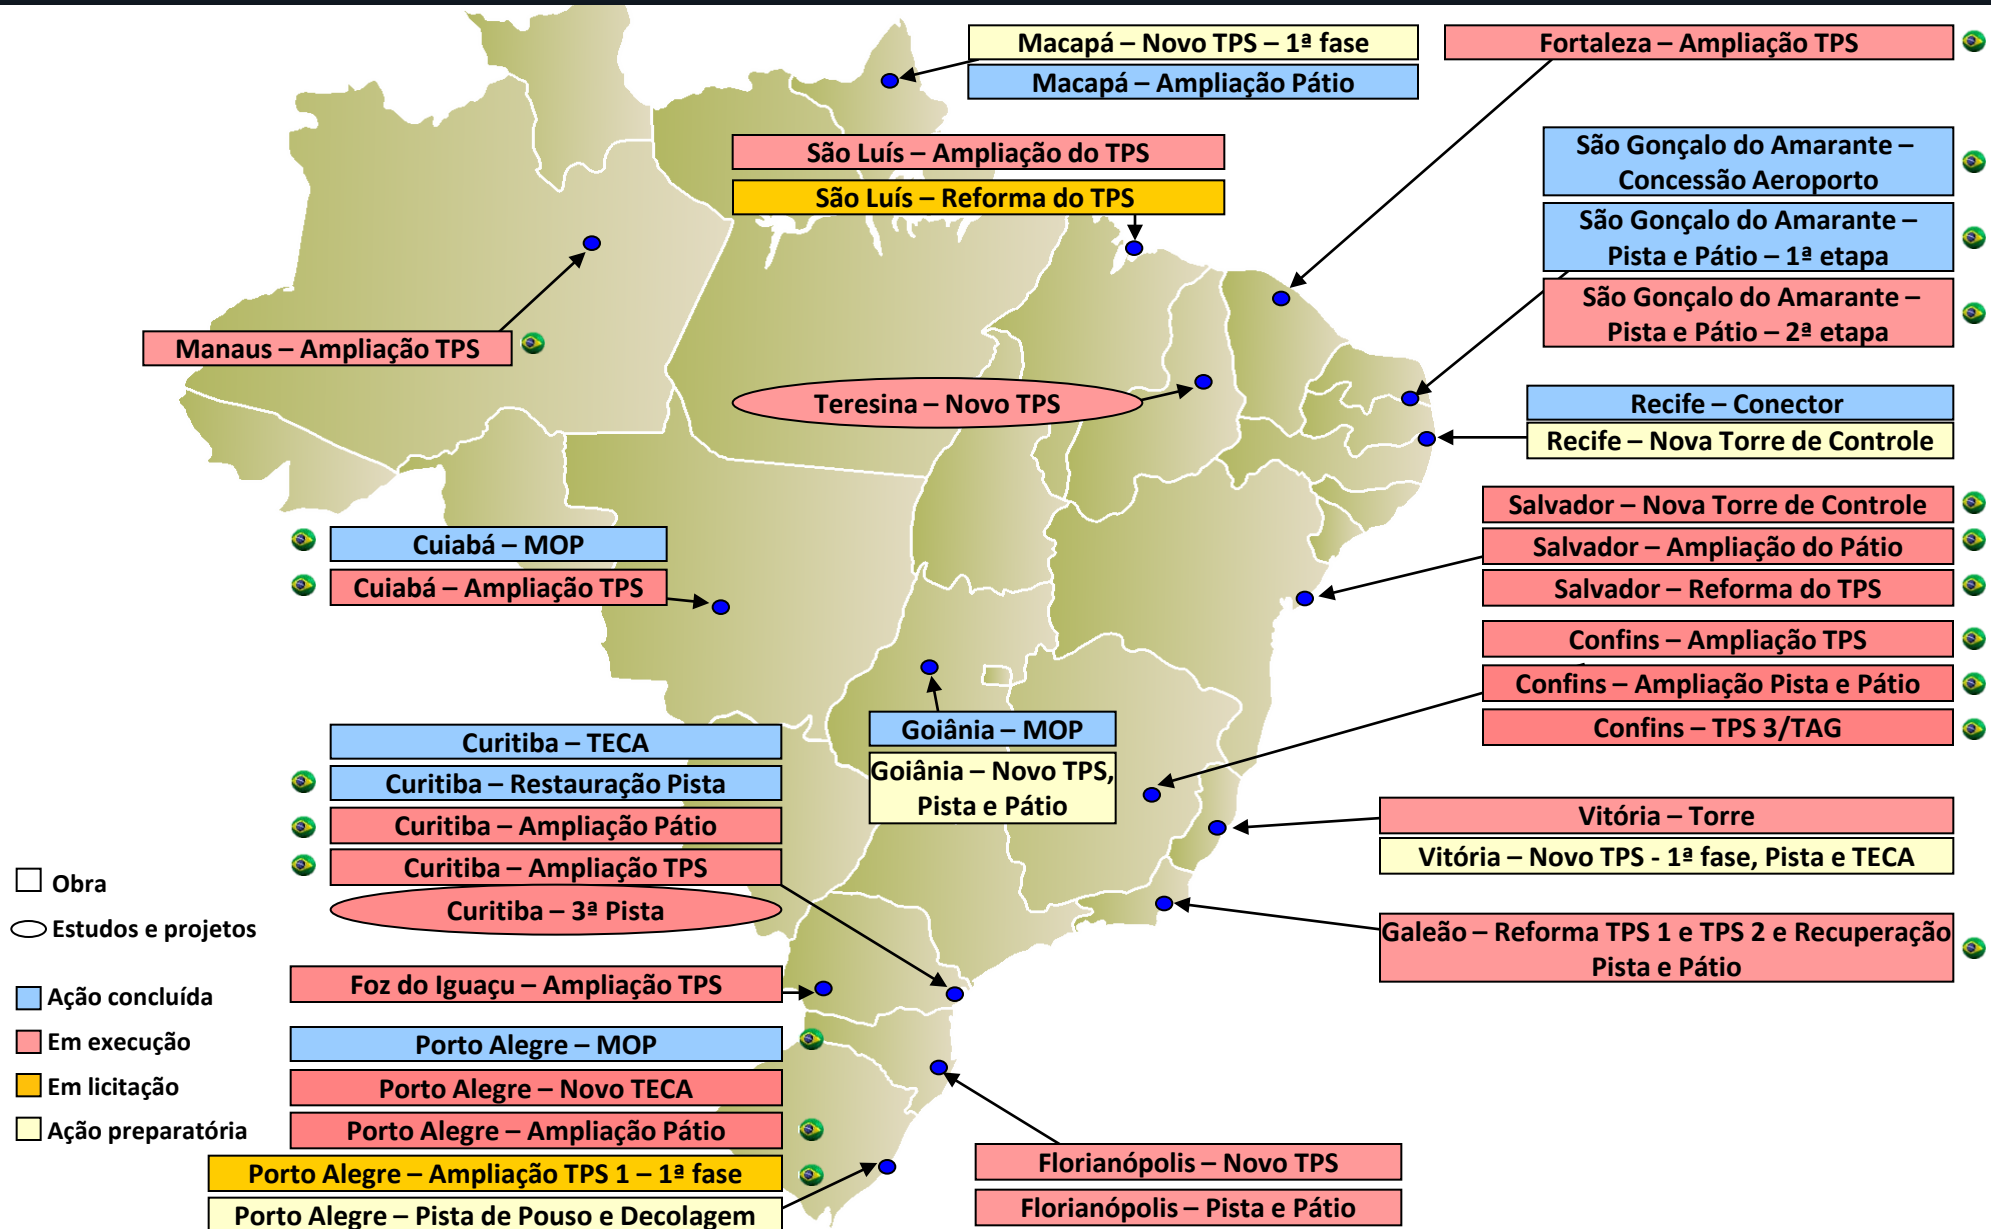 Macapá – Novo TPS – 1ª fase
Macapá – Ampliação Pátio
Fortaleza – Ampliação TPS
São Luís – Ampliação do TPS
São Luís – Reforma do TPS
São Gonçalo do Amarante –
Concessão Aeroporto
São Gonçalo do Amarante –
Pista e Pátio – 1ª etapa
São Gonçalo do Amarante –
Pista e Pátio – 2ª etapa
Manaus – Ampliação TPS
Teresina – Novo TPS
Recife – Conector
Recife – Nova Torre de Controle
Salvador – Nova Torre de Controle
Salvador – Ampliação do Pátio
Salvador – Reforma do TPS
Cuiabá – MOP
Cuiabá – Ampliação TPS
Confins – Ampliação TPS
Confins – Ampliação Pista e Pátio
Confins – TPS 3/TAG
Goiânia – MOP
Goiânia – Novo TPS,
Pista e Pátio
Curitiba – TECA
Curitiba – Restauração Pista
Curitiba – Ampliação Pátio
Curitiba – Ampliação TPS
Curitiba – 3ª Pista
Vitória – Torre
Vitória – Novo TPS - 1ª fase, Pista e TECA
Galeão – Reforma TPS 1 e TPS 2 e Recuperação
Pista e Pátio
Foz do Iguaçu – Ampliação TPS
Porto Alegre – MOP
Porto Alegre – Novo TECA
Porto Alegre – Ampliação Pátio
Porto Alegre – Ampliação TPS 1 – 1ª fase
Porto Alegre – Pista de Pouso e Decolagem
Florianópolis – Novo TPS
Florianópolis – Pista e Pátio
Obra
Estudos e projetos
Ação concluída
Em execução
Em licitação
Ação preparatória